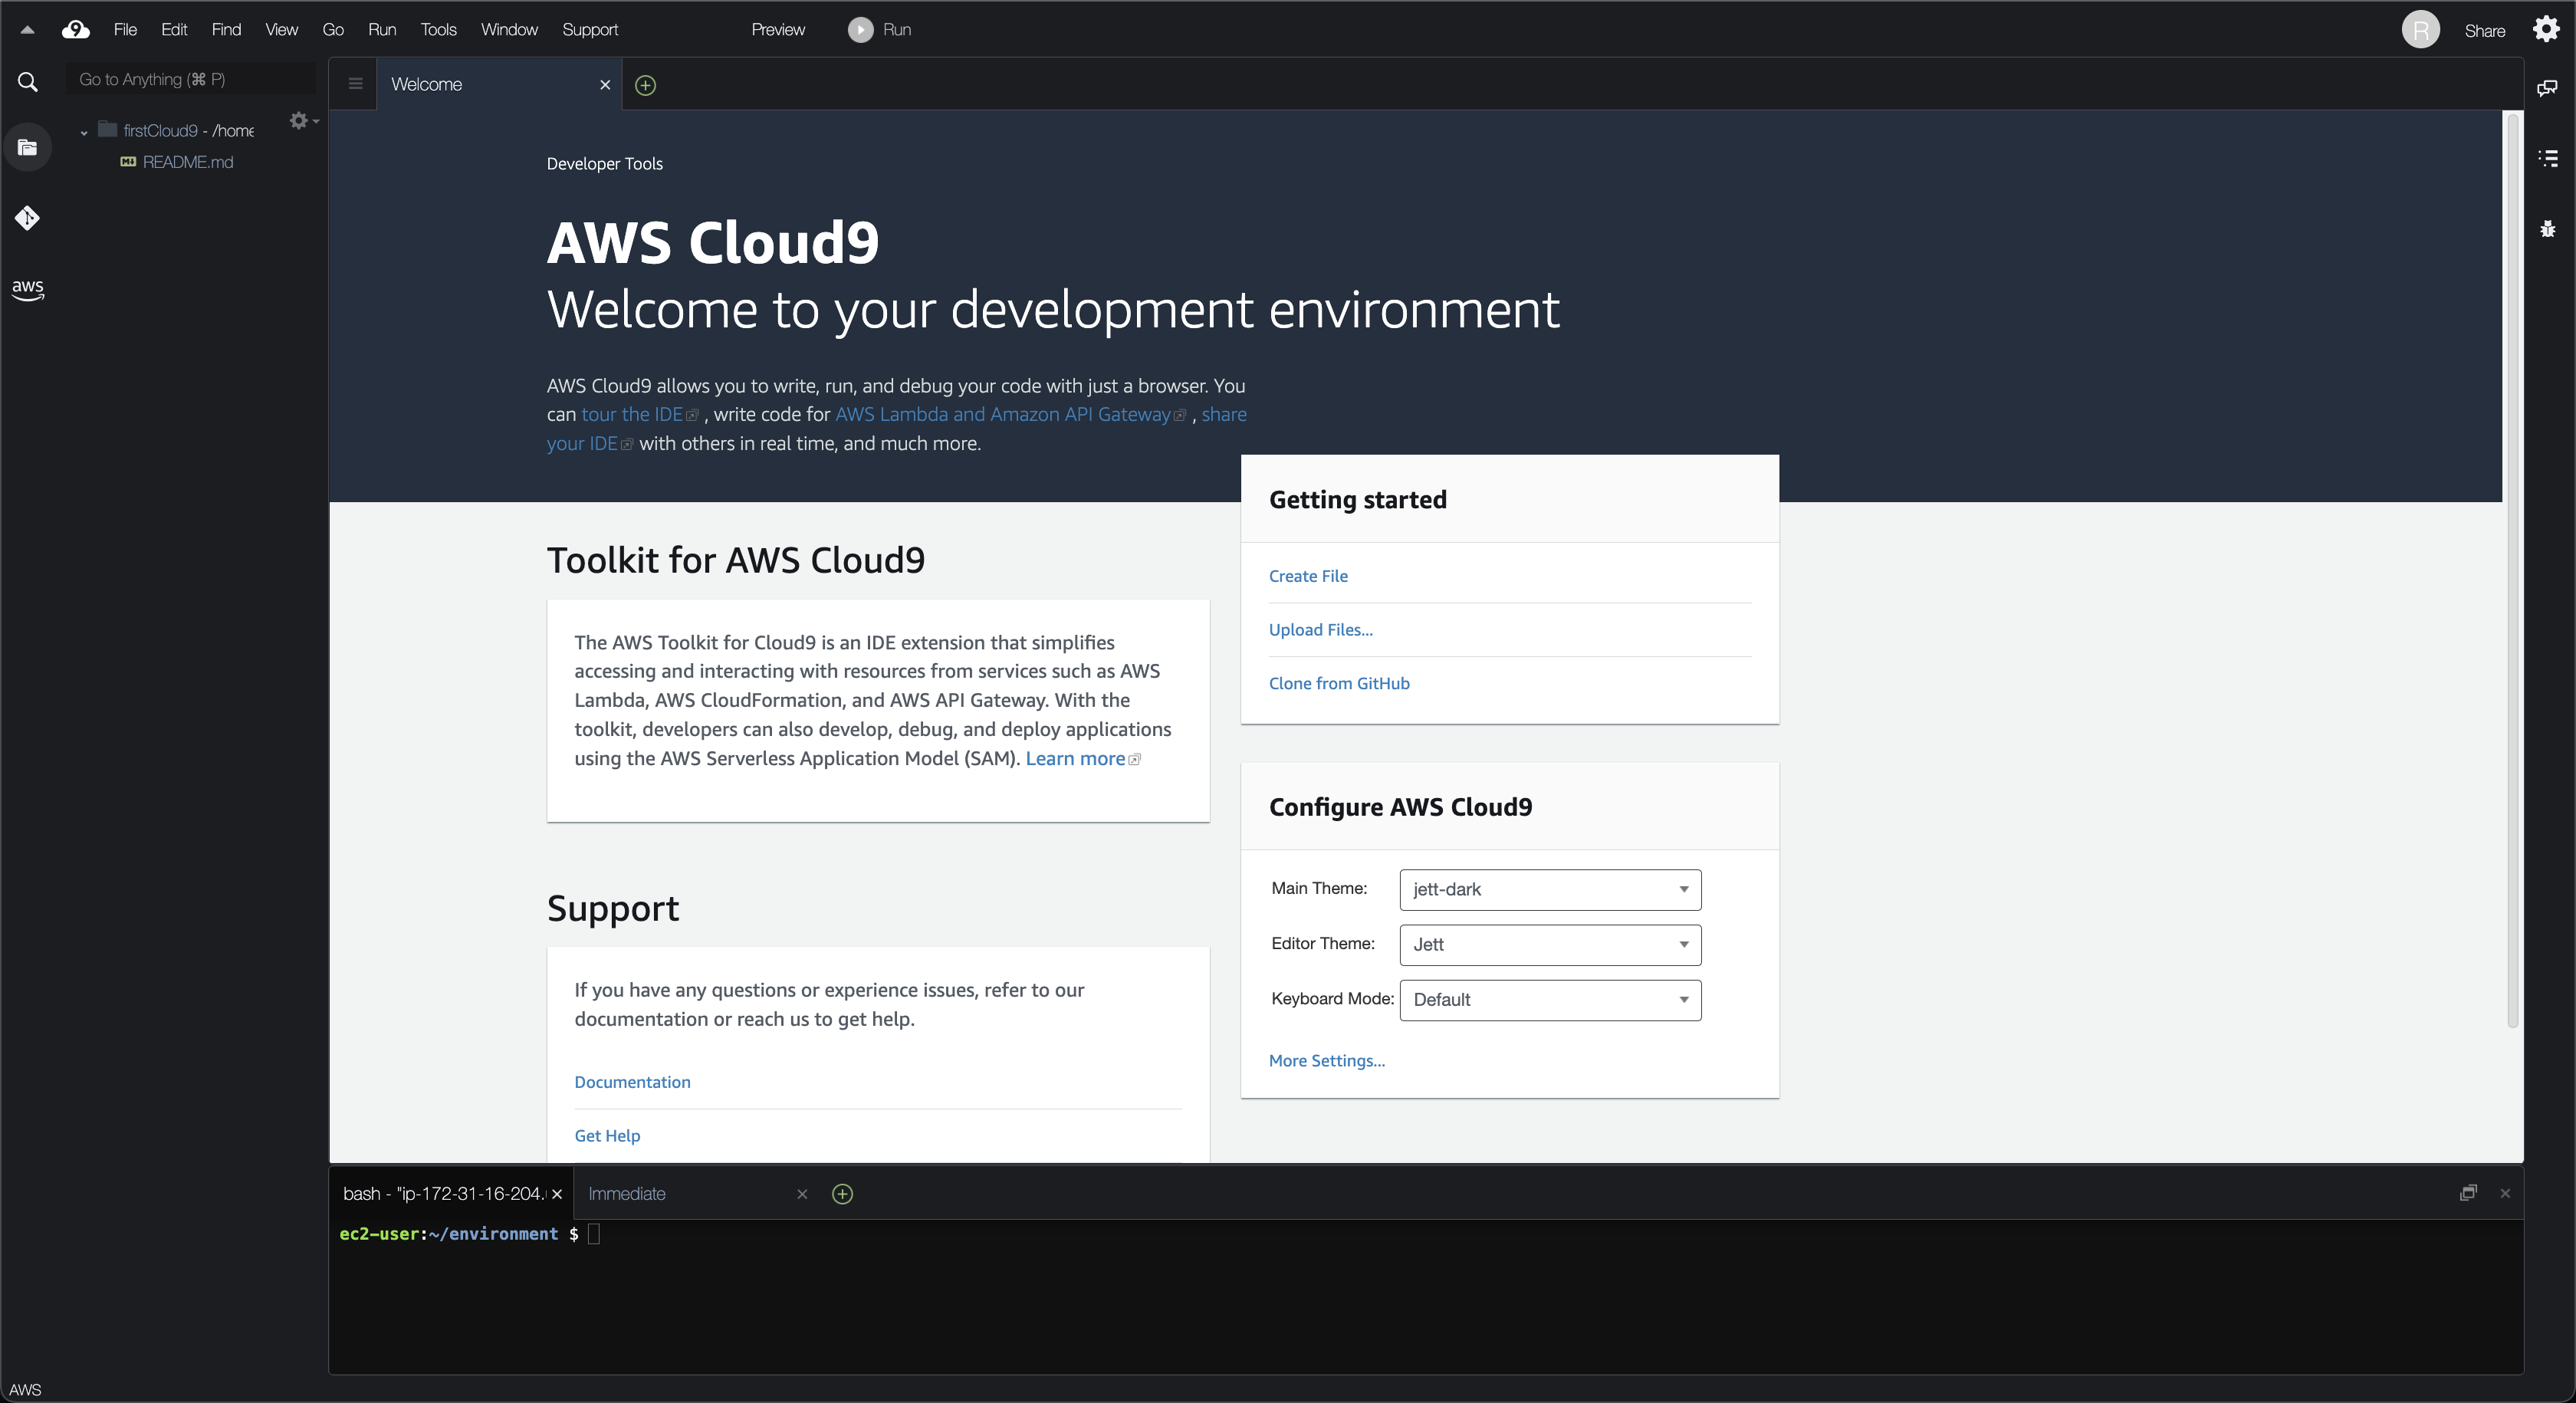 9 File Edit Find View Go Run Tools Window Support Preview Run R Share
Go to Anything (⌘ P)
firstCloud9 - /home
README.md
aws
AWS
Welcome
Developer Tools
AWS Cloud9
Welcome to your development environment
AWS Cloud9 allows you to write, run, and debug your code with just a browser. You
can tour the IDE , write code for AWS Lambda and Amazon API Gateway , share
your IDE with others in real time, and much more.
Toolkit for AWS Cloud9
The AWS Toolkit for Cloud9 is an IDE extension that simplifies
accessing and interacting with resources from services such as AWS
Lambda, AWS CloudFormation, and AWS API Gateway. With the
toolkit, developers can also develop, debug, and deploy applications
using the AWS Serverless Application Model (SAM). Learn more
Support
If you have any questions or experience issues, refer to our
documentation or reach us to get help.
Documentation
Get Help
Getting started
Create File
Upload Files...
Clone from GitHub
Configure AWS Cloud9
Main Theme: jett-dark
Editor Theme: Jett
Keyboard Mode: Default
More Settings...
bash - "ip-172-31-16-204. Immediate
ec2-user:~/environment $